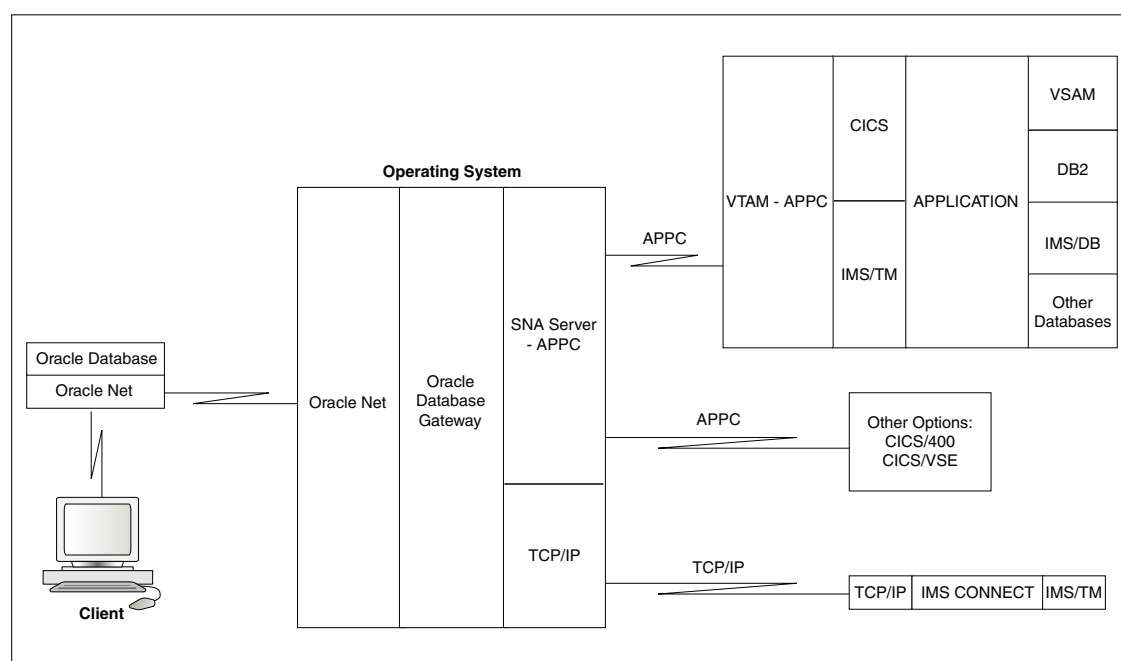 Operating System
Oracle Database
Oracle Net
Client
Oracle Net
Oracle
Database
Gateway
SNA Server
- APPC
TCP/IP
APPC
VTAM - APPC
CICS
IMS/TM
APPLICATION
VSAM
DB2
IMS/DB
Other
Databases
APPC
Other Options:
CICS/400
CICS/VSE
TCP/IP
TCP/IP
IMS CONNECT
IMS/TM